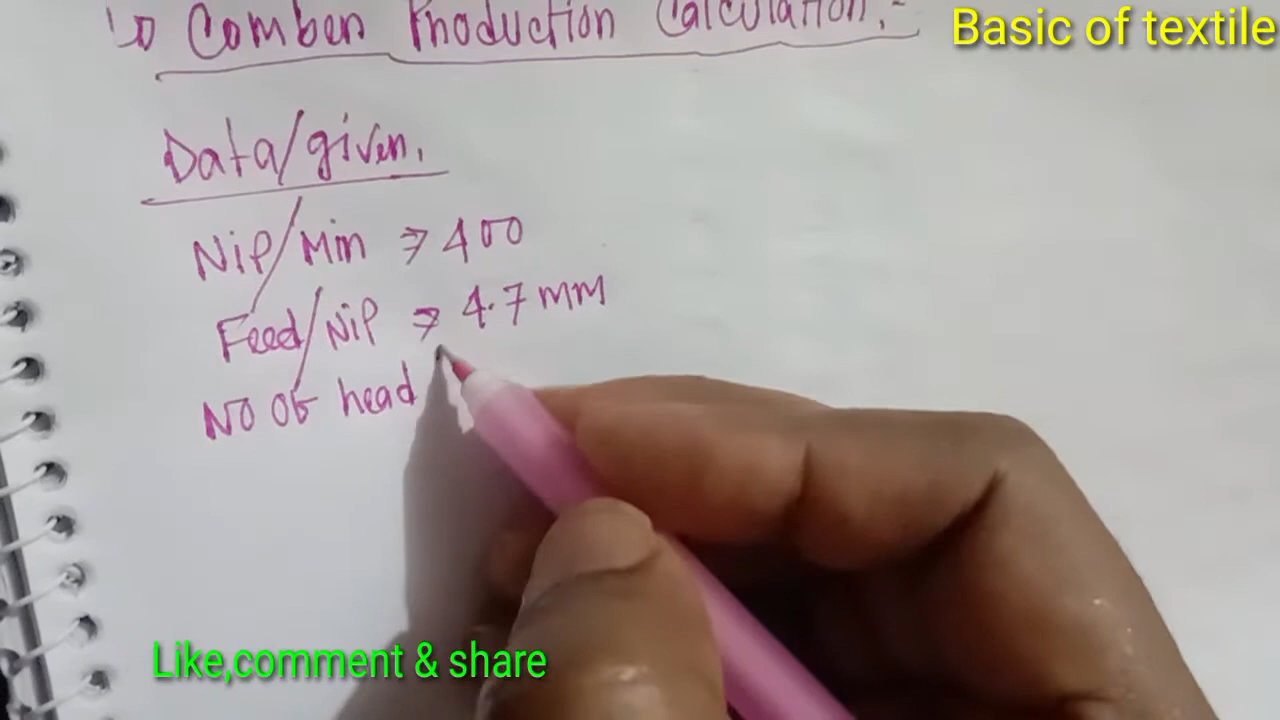 Comber Production Calculation:-
Basic of textile
Data/given.
Nip/Min ⇒ 400
Feed/Nip ⇒ 4.7 mm
No of head
Like,comment & share